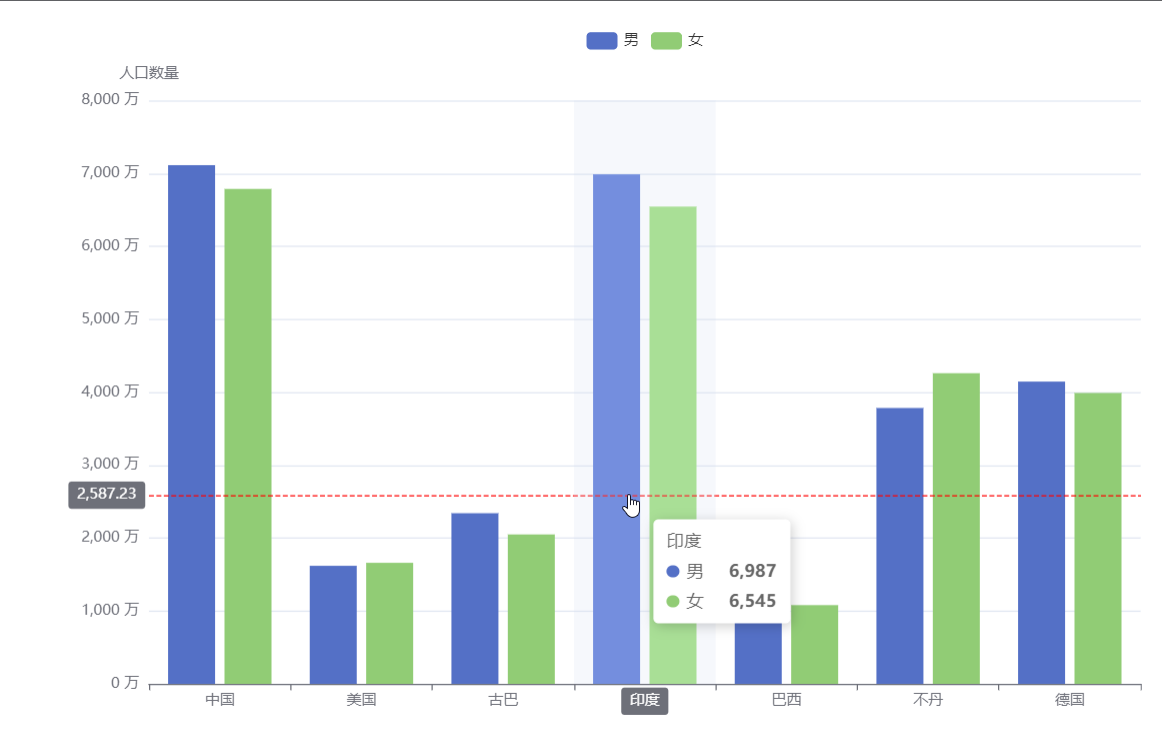 男 女
人口数量
8,000 万
7,000 万
6,000 万
5,000 万
4,000 万
3,000 万
2,587.23
2,000 万
1,000 万
0 万
印度
男 6,987
女 6,545
中国 美国 古巴 印度 巴西 不丹 德国